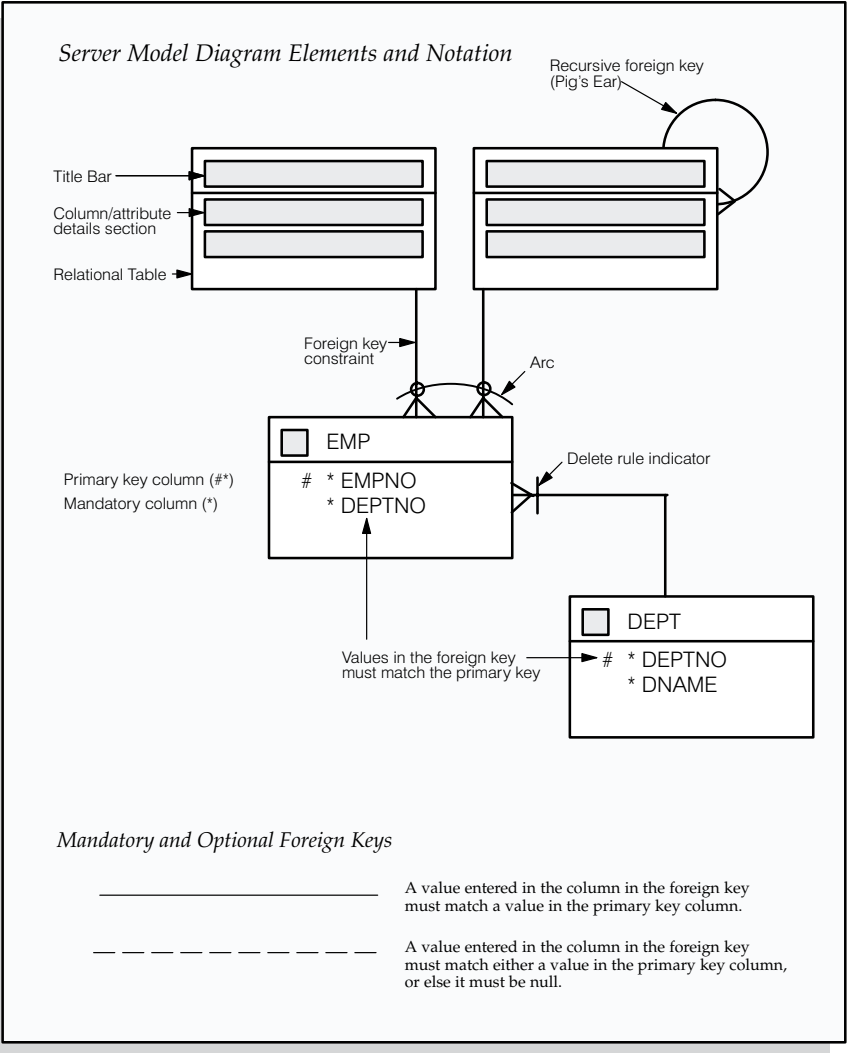 Server Model Diagram Elements and Notation
Recursive foreign key
(Pig's Ear)
Title Bar
Column/attribute
details section
Relational Table
Foreign key
constraint
Arc
EMP
Primary key column (#*)
Mandatory column (*)
# * EMPNO
* DEPTNO
Delete rule indicator
DEPT
Values in the foreign key
must match the primary key
# * DEPTNO
* DNAME
Mandatory and Optional Foreign Keys
A value entered in the column in the foreign key
must match a value in the primary key column.
A value entered in the column in the foreign key
must match either a value in the primary key column,
or else it must be null.